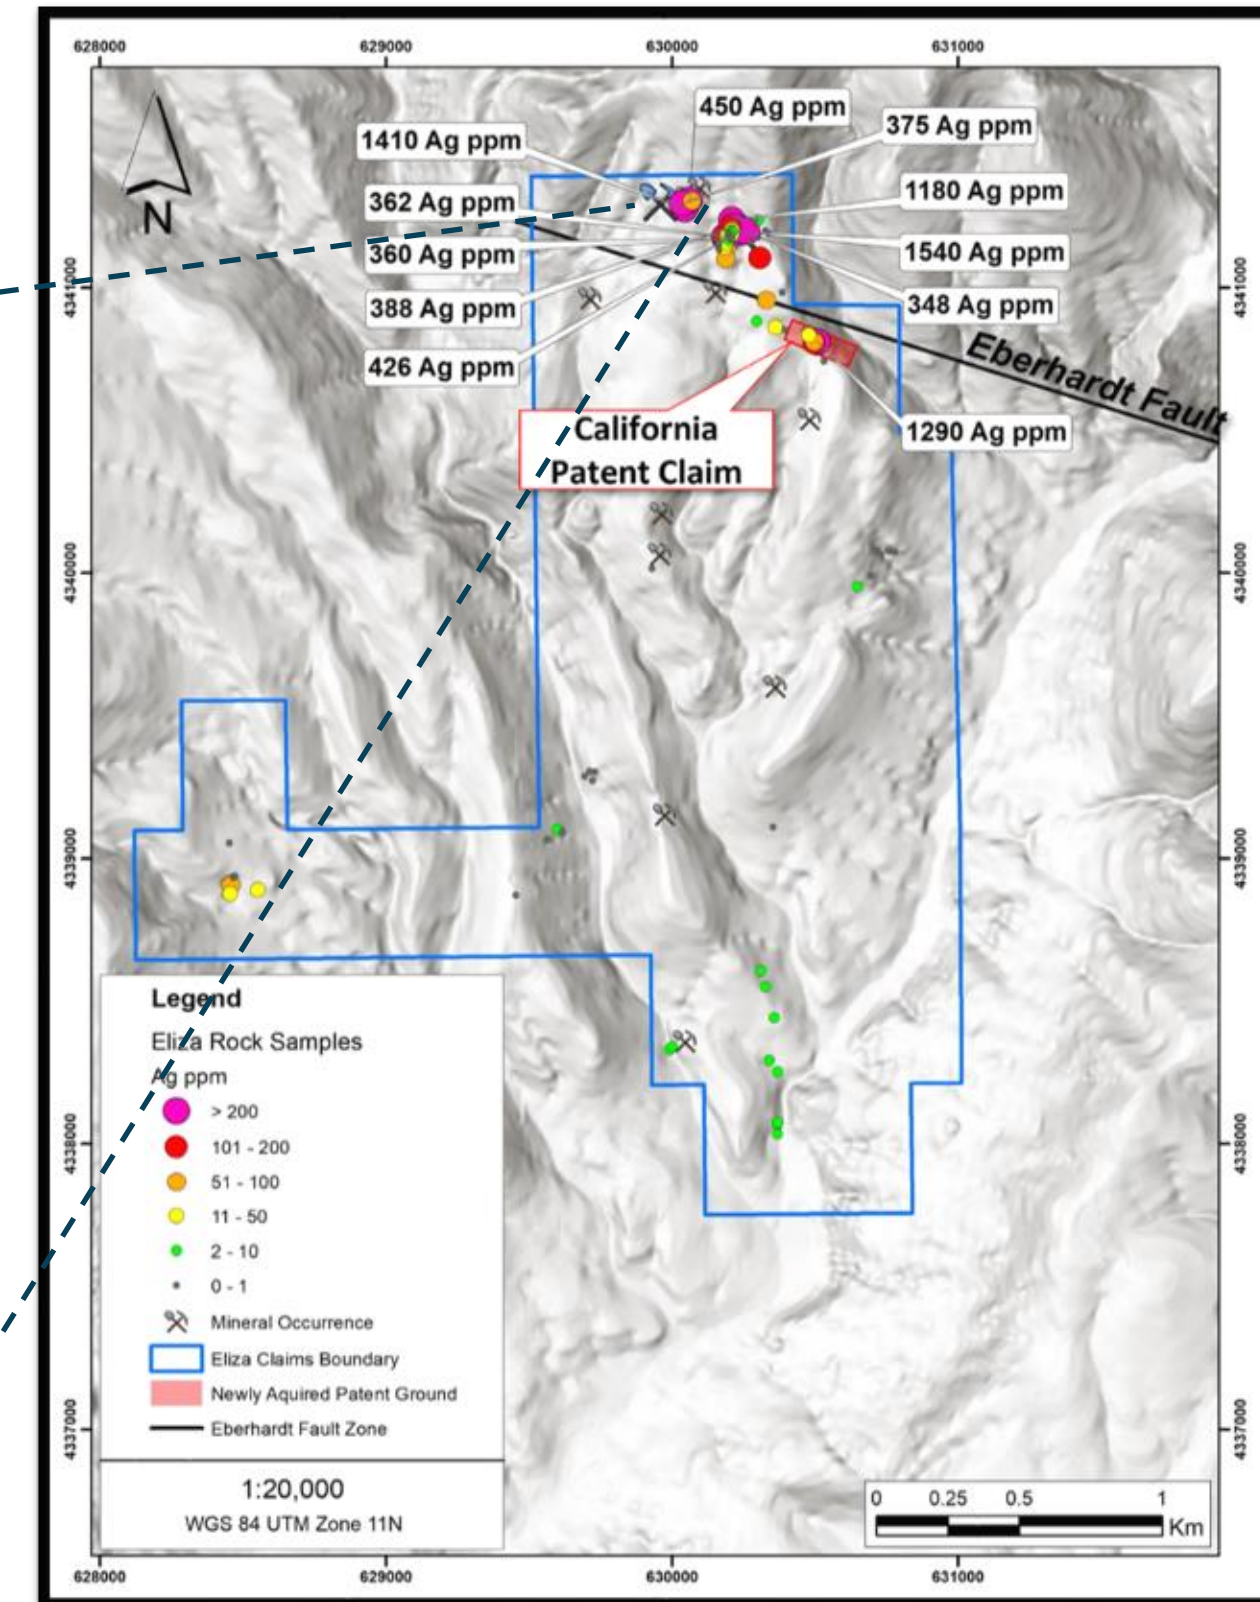 628000
629000
630000
631000
450 Ag ppm
375 Ag ppm
1410 Ag ppm
1180 Ag ppm
362 Ag ppm
1540 Ag ppm
360 Ag ppm
348 Ag ppm
388 Ag ppm
426 Ag ppm
1290 Ag ppm
Eberhardt Fault
California
Patent Claim
4341000
4341000
4340000
4340000
4339000
4339000
4338000
4338000
4337000
4337000
N
Legend
Eliza Rock Samples
Ag ppm
> 200
101 - 200
51 - 100
11 - 50
2 - 10
0 - 1
Mineral Occurrence
Eliza Claims Boundary
Newly Aquired Patent Ground
Eberhardt Fault Zone
1:20,000
WGS 84 UTM Zone 11N
0 0.25 0.5 1
Km
628000
629000
630000
631000